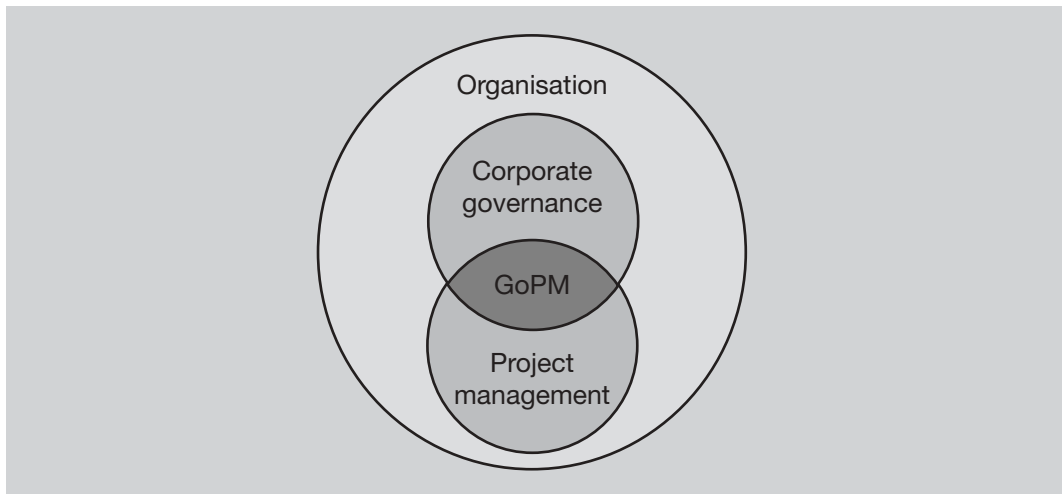 Organisation
Corporate
governance
GoPM
Project
management